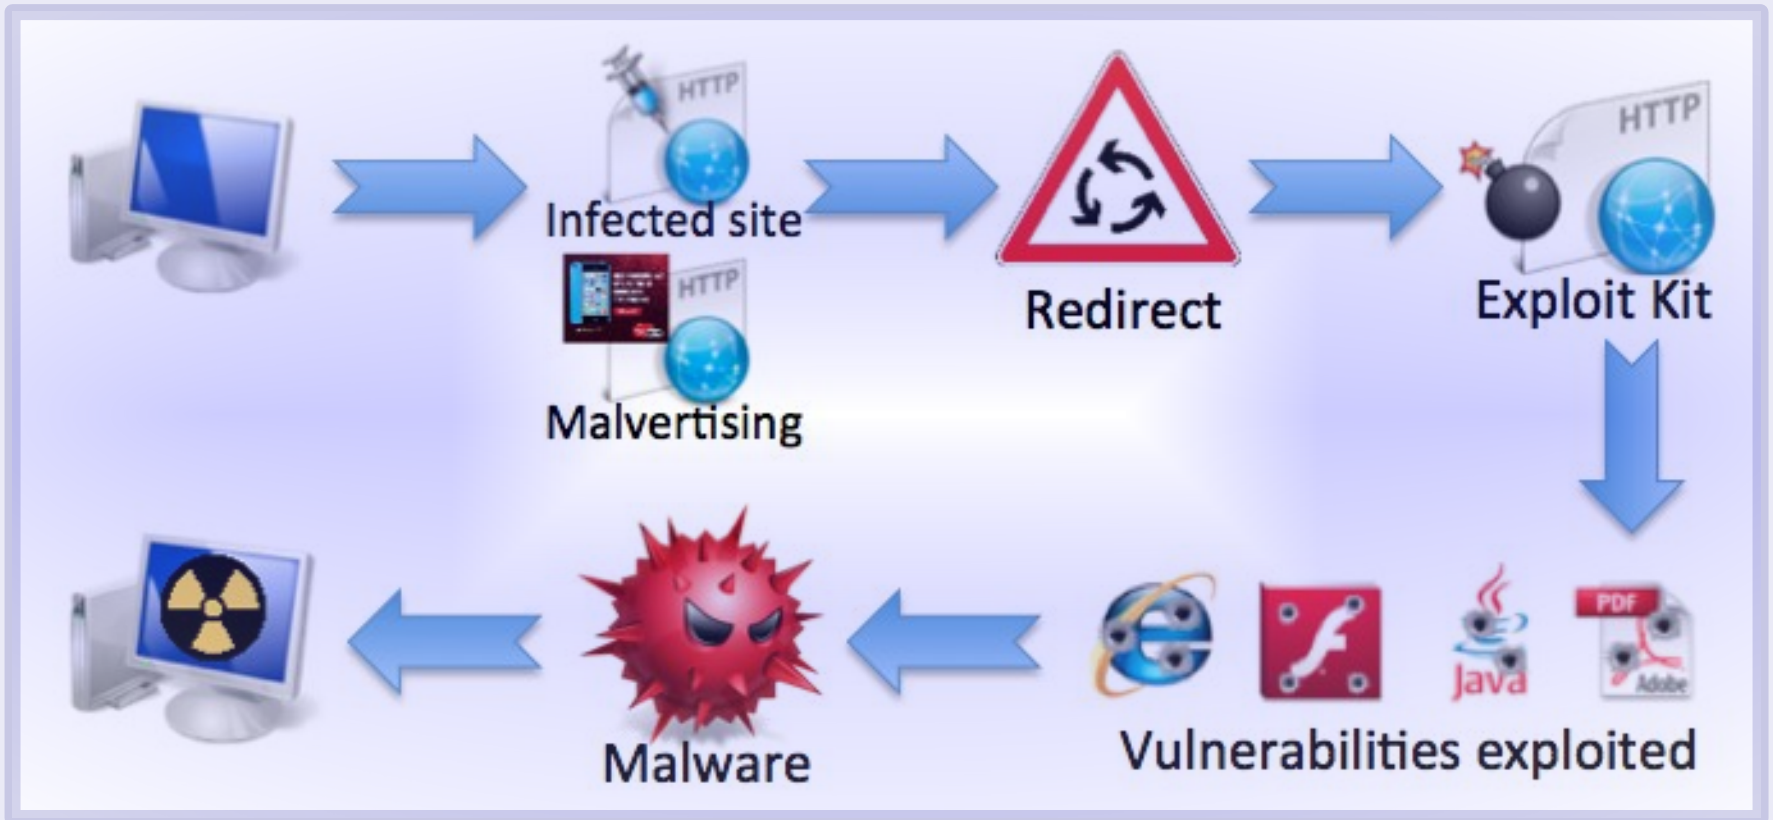 HTTP
Infected site
HTTP
Malvertising
Redirect
HTTP
Exploit Kit
PDF
Java
Adobe
Vulnerabilities exploited
Malware